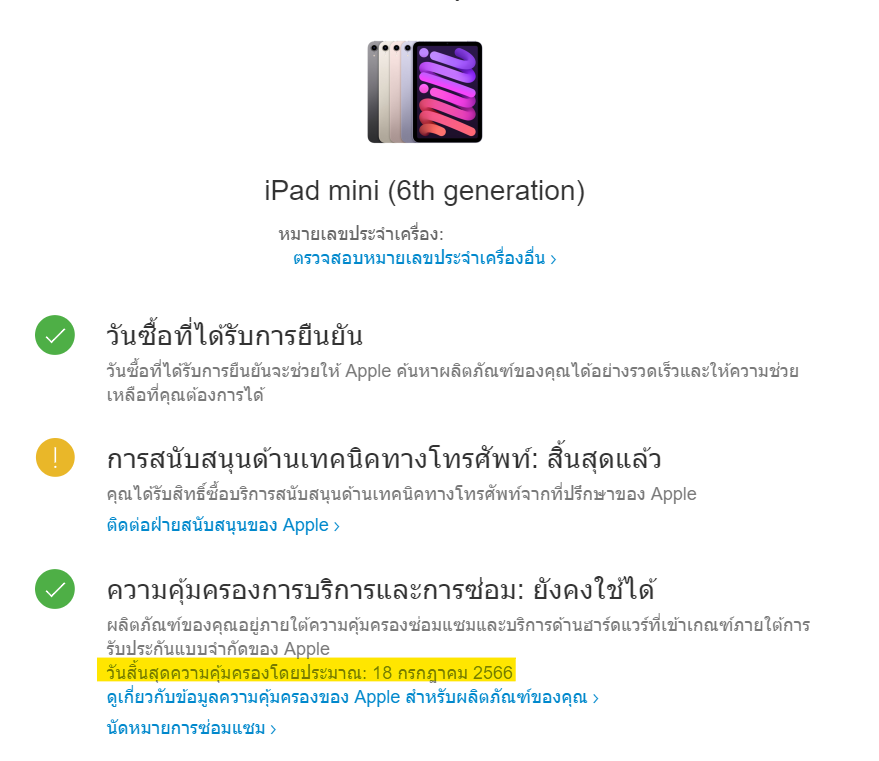 iPad mini (6th generation)
หมายเลขประจำเครื่อง:
ตรวจสอบหมายเลขประจำเครื่องอื่น ›
วันซื้อที่ได้รับการยืนยัน
วันซื้อที่ได้รับการยืนยันจะช่วยให้ Apple ค้นหาผลิตภัณฑ์ของคุณได้อย่างรวดเร็วและให้ความช่วย
เหลือที่คุณต้องการได้
การสนับสนุนด้านเทคนิคทางโทรศัพท์: สิ้นสุดแล้ว
คุณได้รับสิทธิ์ซื้อบริการสนับสนุนด้านเทคนิคทางโทรศัพท์จากที่ปรึกษาของ Apple
ติดต่อฝ่ายสนับสนุนของ Apple ›
ความคุ้มครองการบริการและการซ่อม: ยังคงใช้ได้
ผลิตภัณฑ์ของคุณอยู่ภายใต้ความคุ้มครองซ่อมแซมและบริการด้านฮาร์ดแวร์ที่เข้าเกณฑ์ภายใต้การ
รับประกันแบบจำกัดของ Apple
วันสิ้นสุดความคุ้มครองโดยประมาณ: 18 กรกฎาคม 2566
ดูเกี่ยวกับข้อมูลความคุ้มครองของ Apple สำหรับผลิตภัณฑ์ของคุณ ›
นัดหมายการซ่อมแซม ›